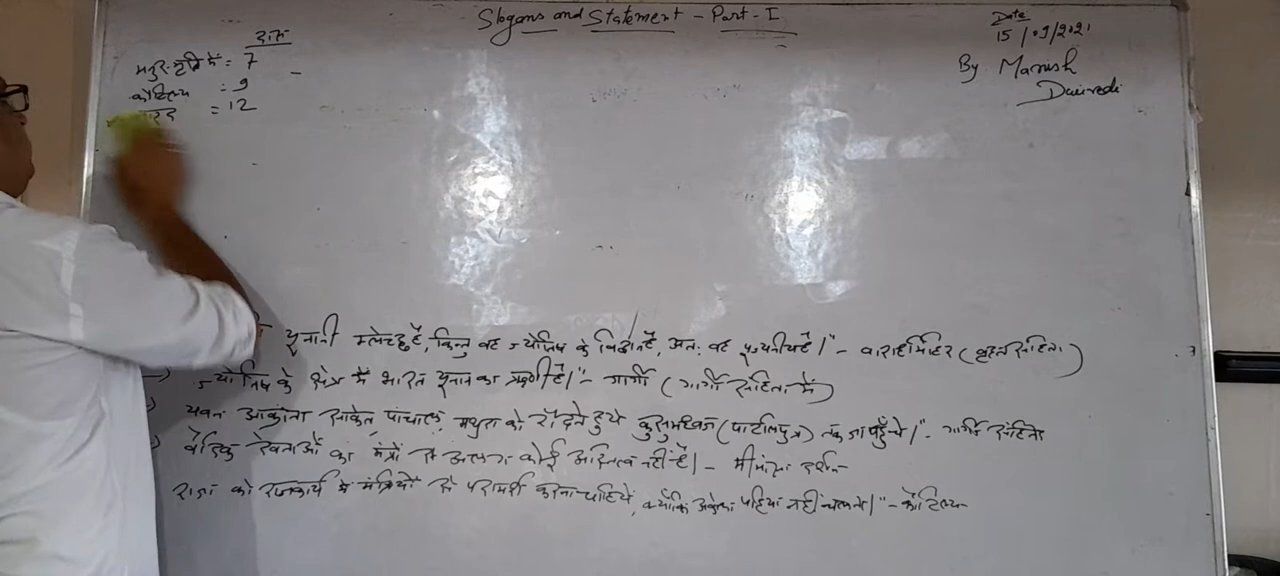 Slogans and Statement - Part - I
Date
15/09/2021
By Manish
Dwivedi
दास
मनुस्मृति में = 7
कौटिल्य : 9
= 12
यूनानी म्लेच्छ है, किन्तु वह ज्योतिष के विद्वान है, अतः वह पूज्यनीय है।" - वाराहमिहिर (बृहत संहिता)
ज्योतिष के क्षेत्र में भारत यूनान का ऋणी है।" - गार्गी (गार्गी संहिता में)
यवन आक्रान्ता साकेत, पांचाल, मथुरा को रौंदते हुये कुसुमध्वज (पाटलिपुत्र) तक जा पहुँचे।" - गार्गी संहिता
वैदिक देवताओं का मंत्रों से अलग कोई अस्तित्व नहीं है। - मीमांसा दर्शन
राजा को राजकार्य में मंत्रियों से परामर्श करना चाहिये, क्योंकि अकेला पहिया नहीं चलता।" - कौटिल्य